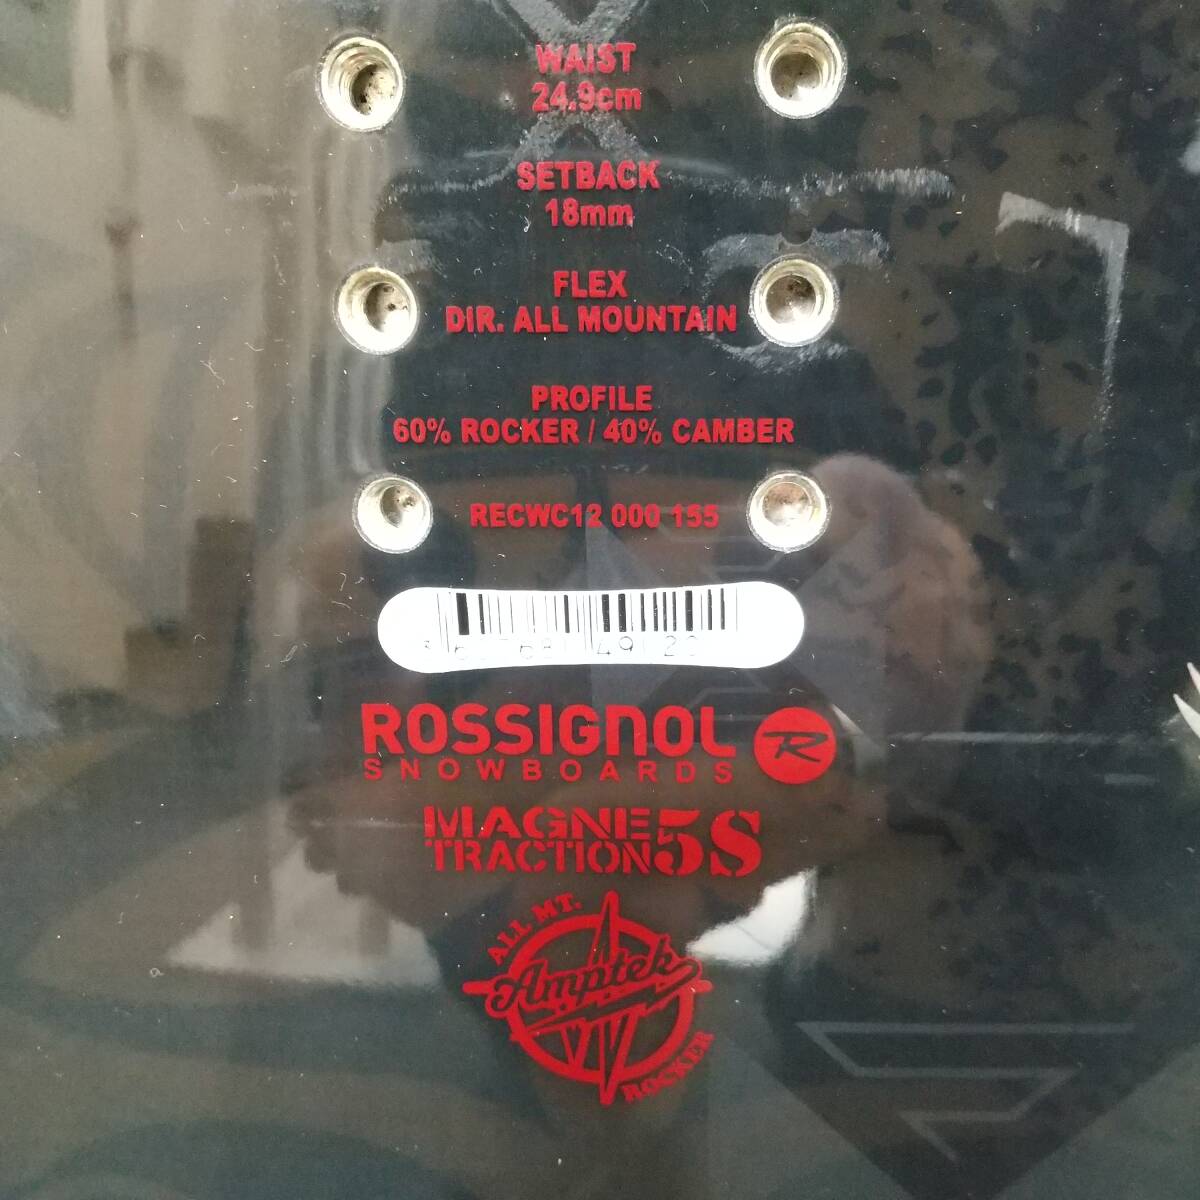 WAIST
24.9cm
SETBACK
18mm
FLEX
DIR. ALL MOUNTAIN
PROFILE
60% ROCKER / 40% CAMBER
RECWC12 000 155
ROSSIGNOL R
SNOWBOARDS
MAGNE
TRACTION 5S
ALL MT.
Amptek
ROCKER